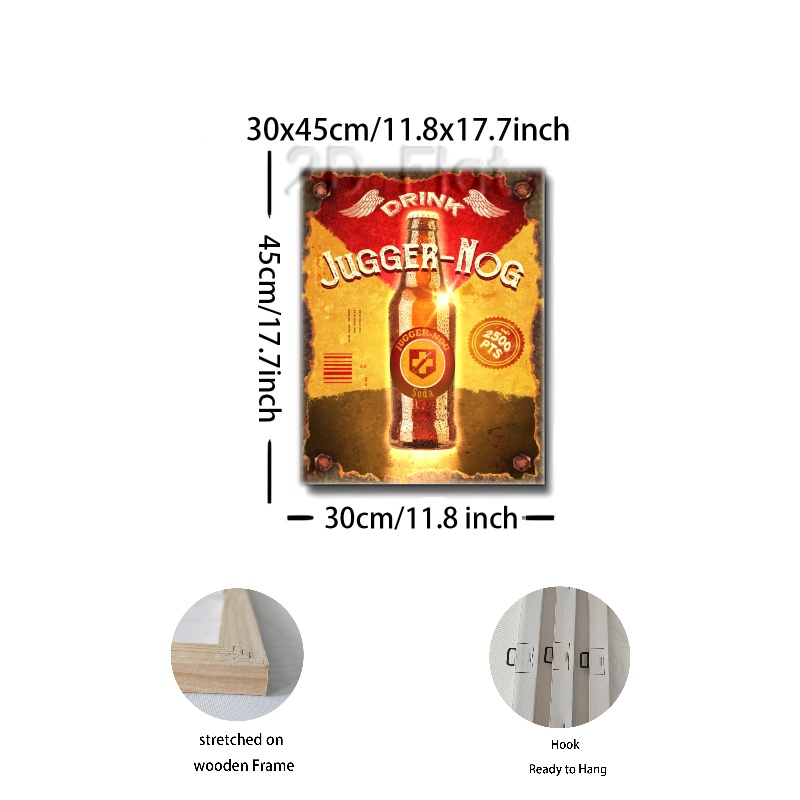 30x45cm/11.8x17.7inch
45cm/17.7inch
DRINK
JUGGER-NOG
2500
PTS
JUGGER-NOG
Soda
30cm/11.8 inch
stretched on
wooden Frame
Hook
Ready to Hang